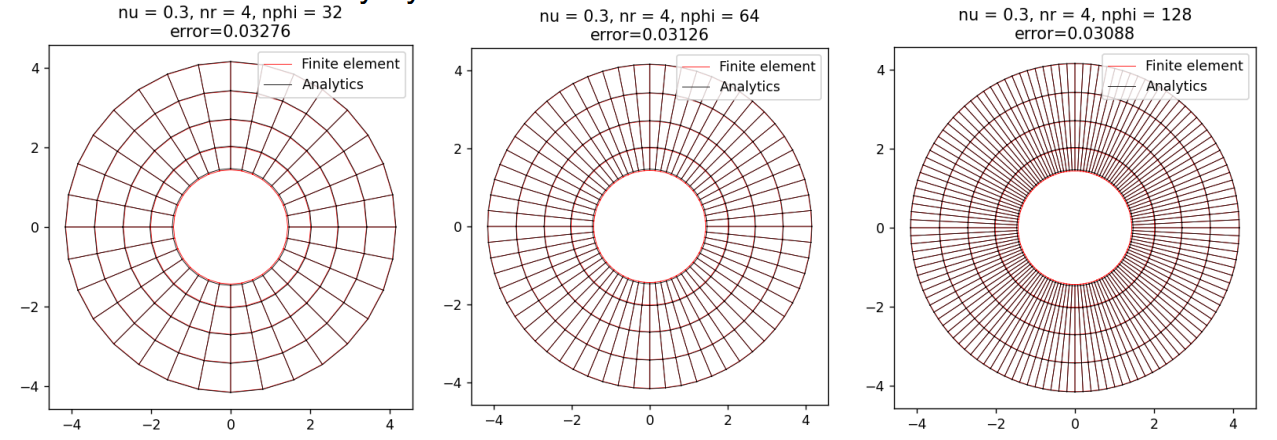 nu = 0.3, nr = 4, nphi = 32
error=0.03276
Finite element
Analytics
4
2
0
−2
−4
−4 −2 0 2 4
nu = 0.3, nr = 4, nphi = 64
error=0.03126
Finite element
Analytics
4
2
0
−2
−4
−4 −2 0 2 4
nu = 0.3, nr = 4, nphi = 128
error=0.03088
Finite element
Analytics
4
2
0
−2
−4
−4 −2 0 2 4